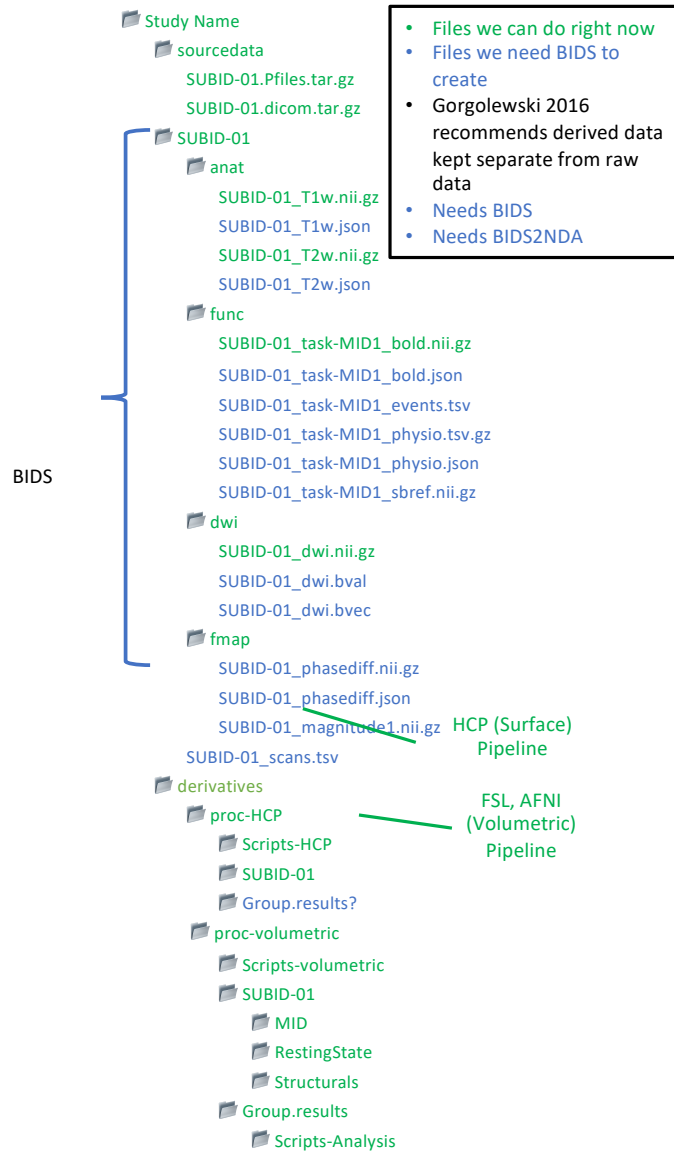 Study Name
sourcedata
SUBID-01.Pfiles.tar.gz
SUBID-01.dicom.tar.gz
SUBID-01
anat
SUBID-01_T1w.nii.gz
SUBID-01_T1w.json
SUBID-01_T2w.nii.gz
SUBID-01_T2w.json
func
SUBID-01_task-MID1_bold.nii.gz
SUBID-01_task-MID1_bold.json
SUBID-01_task-MID1_events.tsv
SUBID-01_task-MID1_physio.tsv.gz
SUBID-01_task-MID1_physio.json
SUBID-01_task-MID1_sbref.nii.gz
dwi
SUBID-01_dwi.nii.gz
SUBID-01_dwi.bval
SUBID-01_dwi.bvec
fmap
SUBID-01_phasediff.nii.gz
SUBID-01_phasediff.json
SUBID-01_magnitude1.nii.gz
SUBID-01_scans.tsv
derivatives
proc-HCP
Scripts-HCP
SUBID-01
Group.results?
proc-volumetric
Scripts-volumetric
SUBID-01
MID
RestingState
Structurals
Group.results
Scripts-Analysis
BIDS
• Files we can do right now
• Files we need BIDS to
create
• Gorgolewski 2016
recommends derived data
kept separate from raw
data
• Needs BIDS
• Needs BIDS2NDA
HCP (Surface)
Pipeline
FSL, AFNI
(Volumetric)
Pipeline